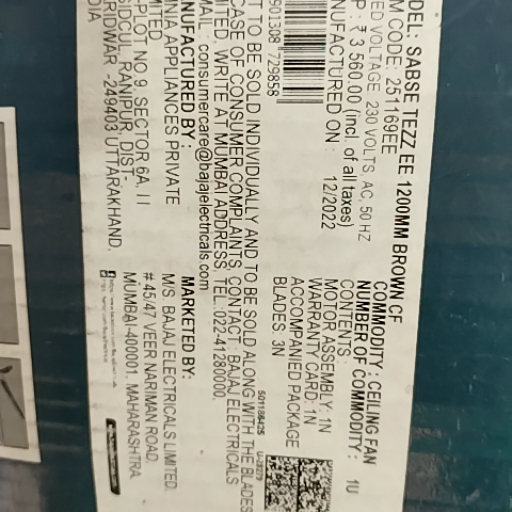 DEL: SABSE TEZZ EE 1200MM BROWN CF
M CODE: 251169EE
ED VOLTAGE 230 VOLTS AC, 50 HZ
P : ₹ 3 560.00 (incl. of all taxes)
NUFACTURED ON : 12/2022
901308 729858
COMMODITY : CEILING FAN
NUMBER OF COMMODITY : 1U
CONTENTS :
MOTOR ASSEMBLY: 1N
WARRANTY CARD: 1N
ACCOMPANIED PACKAGE
BLADES: 3N
T TO BE SOLD INDIVIDUALLY AND TO BE SOLD ALONG WITH THE BLADES
CASE OF CONSUMER COMPLAINTS, CONTACT : BAJAJ ELECTRICALS
ITED, WRITE AT MUMBAI ADDRESS, TEL :022-41280000,
MAIL : consumercare@bajajelectricals.com
NUFACTURED BY :
NIA APPLIANCES PRIVATE
MITED
PLOT NO 9, SECTOR 6A, I I
SIDCUL, RANIPUR, DIST-
RIDWAR -249403 UTTARAKHAND,
DIA
MARKETED BY:
M/S. BAJAJ ELECTRICALS LIMITED,
# 45/47 VEER NARIMAN ROAD,
MUMBAI-400001. MAHARASHTRA